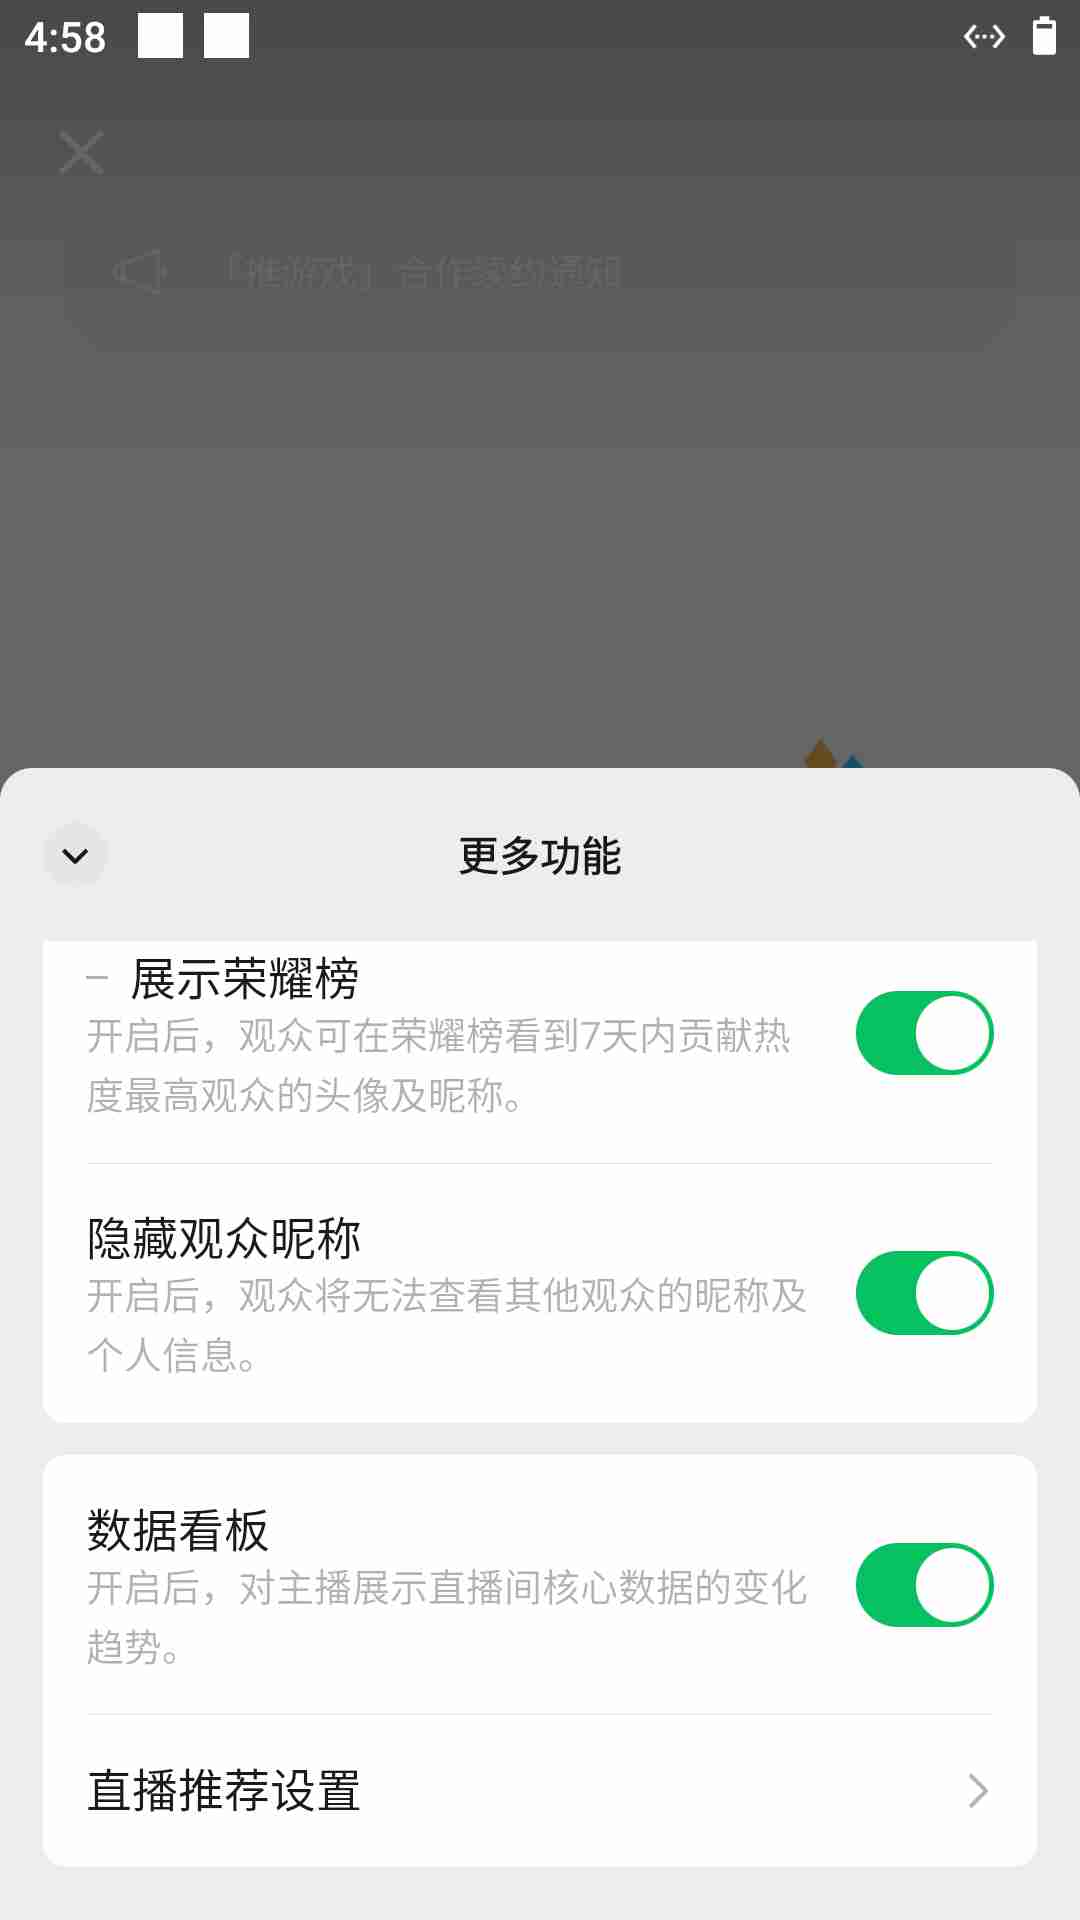 4:58
「推游戏」合作续约通知
更多功能
展示荣耀榜
开启后，观众可在荣耀榜看到7天内贡献热
度最高观众的头像及昵称。
隐藏观众昵称
开启后，观众将无法查看其他观众的昵称及
个人信息。
数据看板
开启后，对主播展示直播间核心数据的变化
趋势。
直播推荐设置